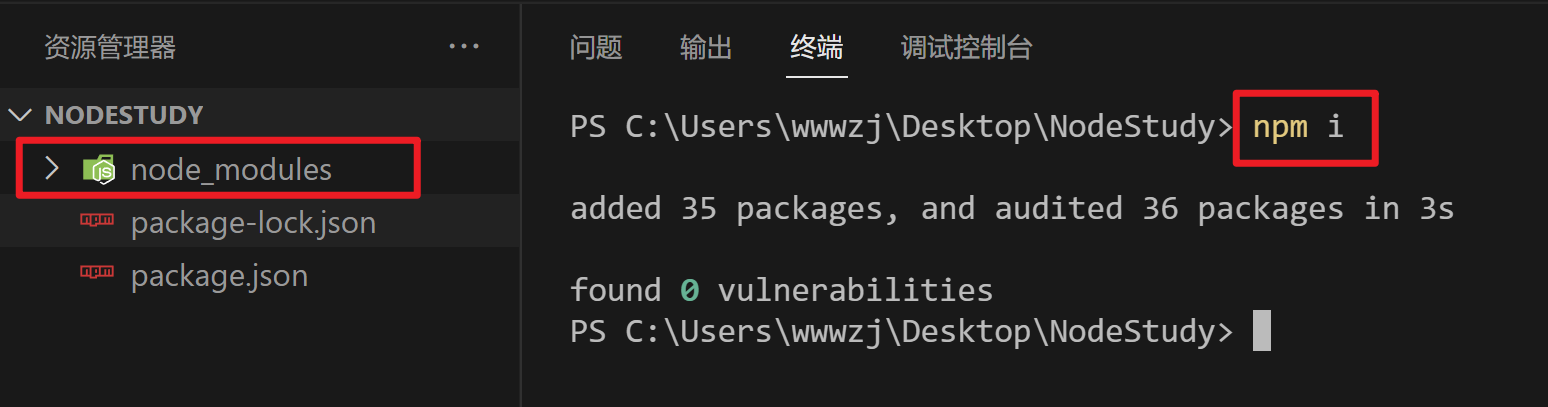 资源管理器
NODESTUDY
node_modules
package-lock.json
package.json
问题 输出 终端 调试控制台
PS C:\Users\wwwzj\Desktop\NodeStudy> npm i
added 35 packages, and audited 36 packages in 3s
found 0 vulnerabilities
PS C:\Users\wwwzj\Desktop\NodeStudy>